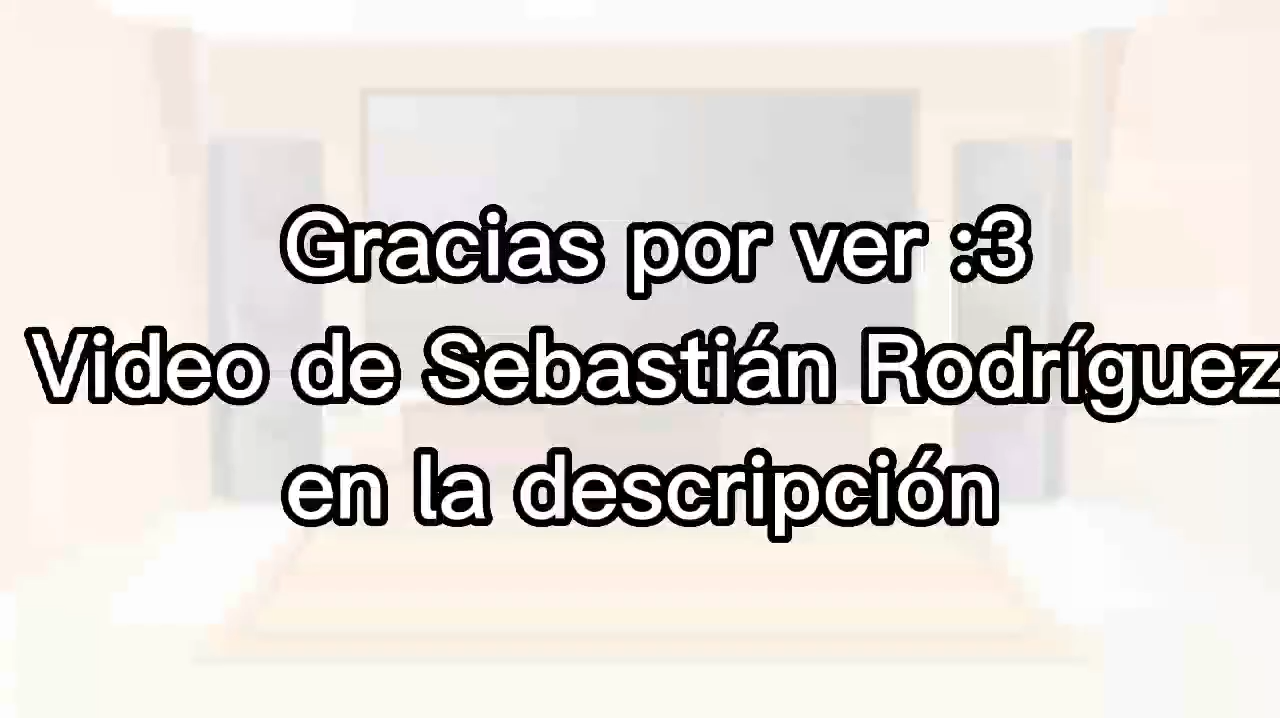 Gracias por ver :3
Video de Sebastián Rodríguez
en la descripción